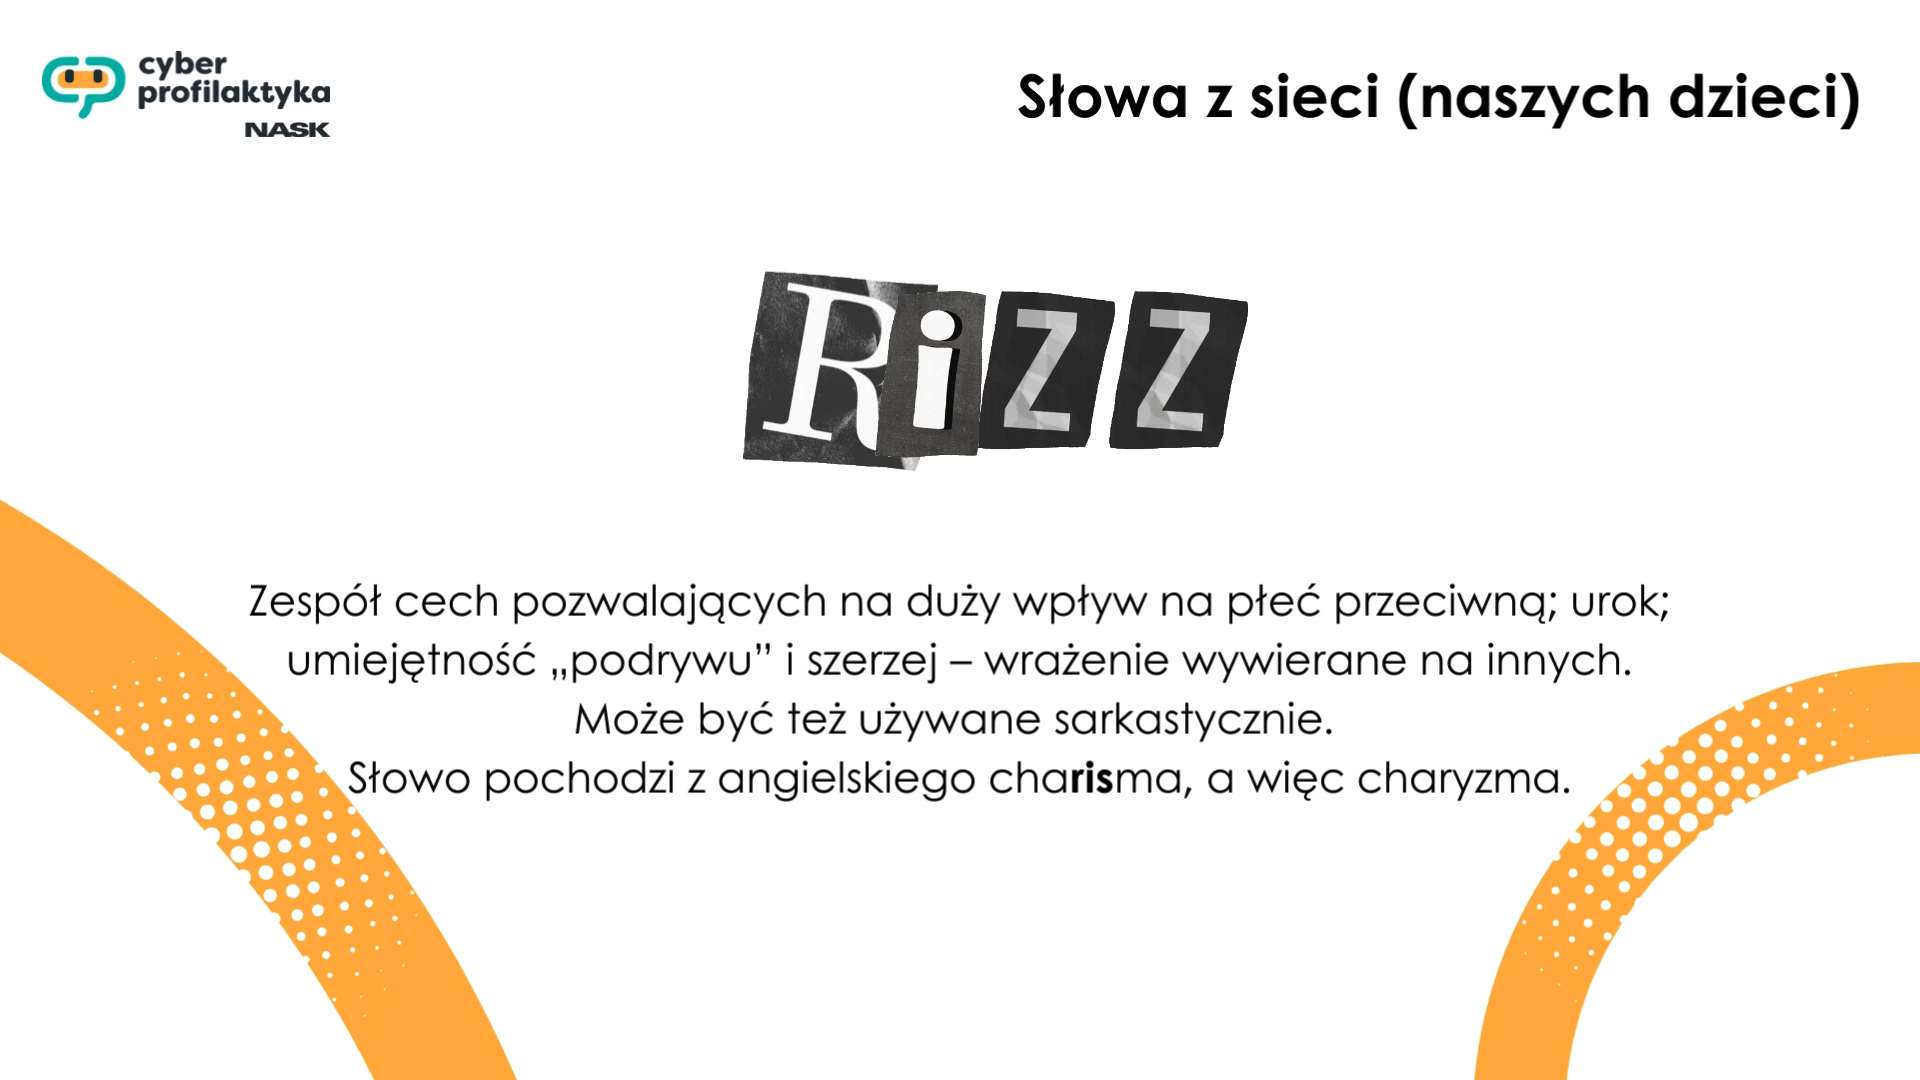 cyber
profilaktyka
NASK
Słowa z sieci (naszych dzieci)
RiZZ
Zespół cech pozwalających na duży wpływ na płeć przeciwną; urok;
umiejętność „podrywu” i szerzej – wrażenie wywierane na innych.
Może być też używane sarkastycznie.
Słowo pochodzi z angielskiego charisma, a więc charyzma.